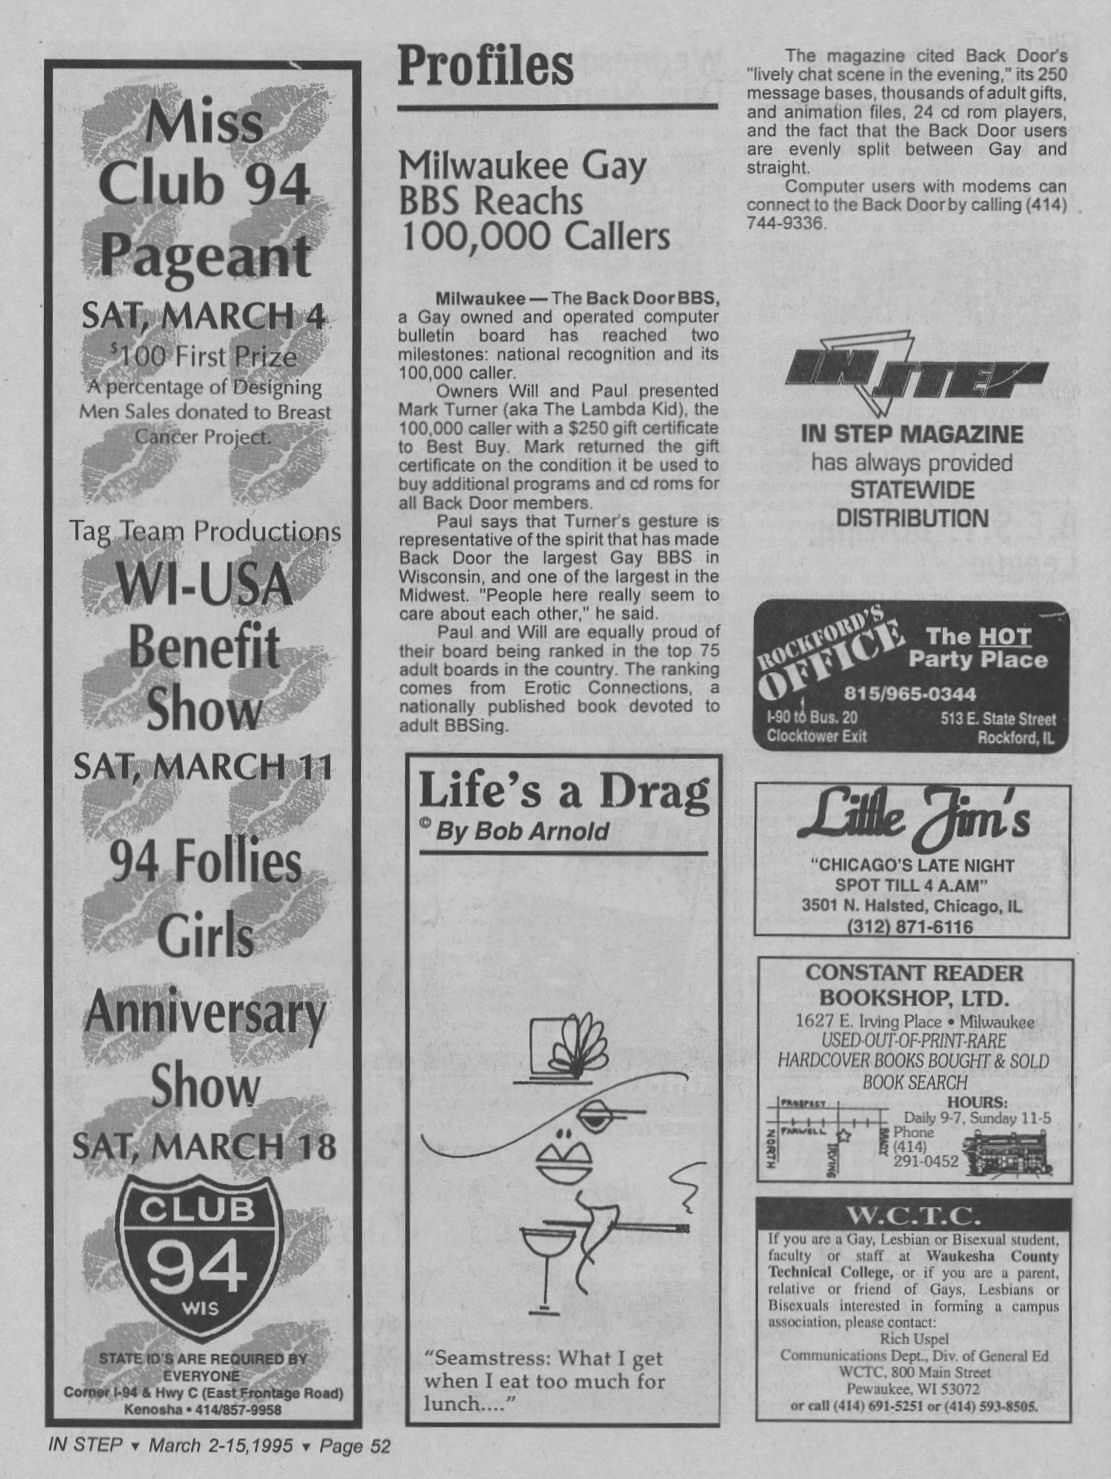 Miss
Club 94
Pageant
SAT, MARCH 4
$100 First Prize
A percentage of Designing
Men Sales donated to Breast
Cancer Project.
Tag Team Productions
WI-USA
Benefit
Show
SAT, MARCH 11
94 Follies
Girls
Anniversary
Show
SAT, MARCH 18
CLUB
94
WIS
STATE ID'S ARE REQUIRED BY
EVERYONE
Corner I-94 & Hwy C (East Frontage Road)
Kenosha • 414/857-9958
Profiles
Milwaukee Gay
BBS Reachs
100,000 Callers
Milwaukee — The Back Door BBS,
a Gay owned and operated computer
bulletin board has reached two
milestones: national recognition and its
100,000 caller.
Owners Will and Paul presented
Mark Turner (aka The Lambda Kid), the
100,000 caller with a $250 gift certificate
to Best Buy. Mark returned the gift
certificate on the condition it be used to
buy additional programs and cd roms for
all Back Door members.
Paul says that Turner's gesture is
representative of the spirit that has made
Back Door the largest Gay BBS in
Wisconsin, and one of the largest in the
Midwest. "People here really seem to
care about each other," he said.
Paul and Will are equally proud of
their board being ranked in the top 75
adult boards in the country. The ranking
comes from Erotic Connections, a
nationally published book devoted to
adult BBSing.
Life's a Drag
© By Bob Arnold
"Seamstress: What I get
when I eat too much for
lunch...."
The magazine cited Back Door's
"lively chat scene in the evening," its 250
message bases, thousands of adult gifts,
and animation files, 24 cd rom players,
and the fact that the Back Door users
are evenly split between Gay and
straight.
Computer users with modems can
connect to the Back Door by calling (414)
744-9336.
IN STEP
IN STEP MAGAZINE
has always provided
STATEWIDE
DISTRIBUTION
ROCKFORD'S
OFFICE
The HOT
Party Place
815/965-0344
I-90 to Bus. 20
Clocktower Exit
513 E. State Street
Rockford, IL
Little Jim's
"CHICAGO'S LATE NIGHT
SPOT TILL 4 A.AM"
3501 N. Halsted, Chicago, IL
(312) 871-6116
CONSTANT READER
BOOKSHOP, LTD.
1627 E. Irving Place • Milwaukee
USED-OUT-OF-PRINT-RARE
HARDCOVER BOOKS BOUGHT & SOLD
BOOK SEARCH
HOURS:
Daily 9-7, Sunday 11-5
Phone
(414)
291-0452
PROSPECT
FARWELL
NORTH
IRVING
BRADY
W.C.T.C.
If you are a Gay, Lesbian or Bisexual student,
faculty or staff at Waukesha County
Technical College, or if you are a parent,
relative or friend of Gays, Lesbians or
Bisexuals interested in forming a campus
association, please contact:
Rich Uspel
Communications Dept., Div. of General Ed
WCTC, 800 Main Street
Pewaukee, WI 53072
or call (414) 691-5251 or (414) 593-8505.
IN STEP ▾ March 2-15, 1995 ▾ Page 52